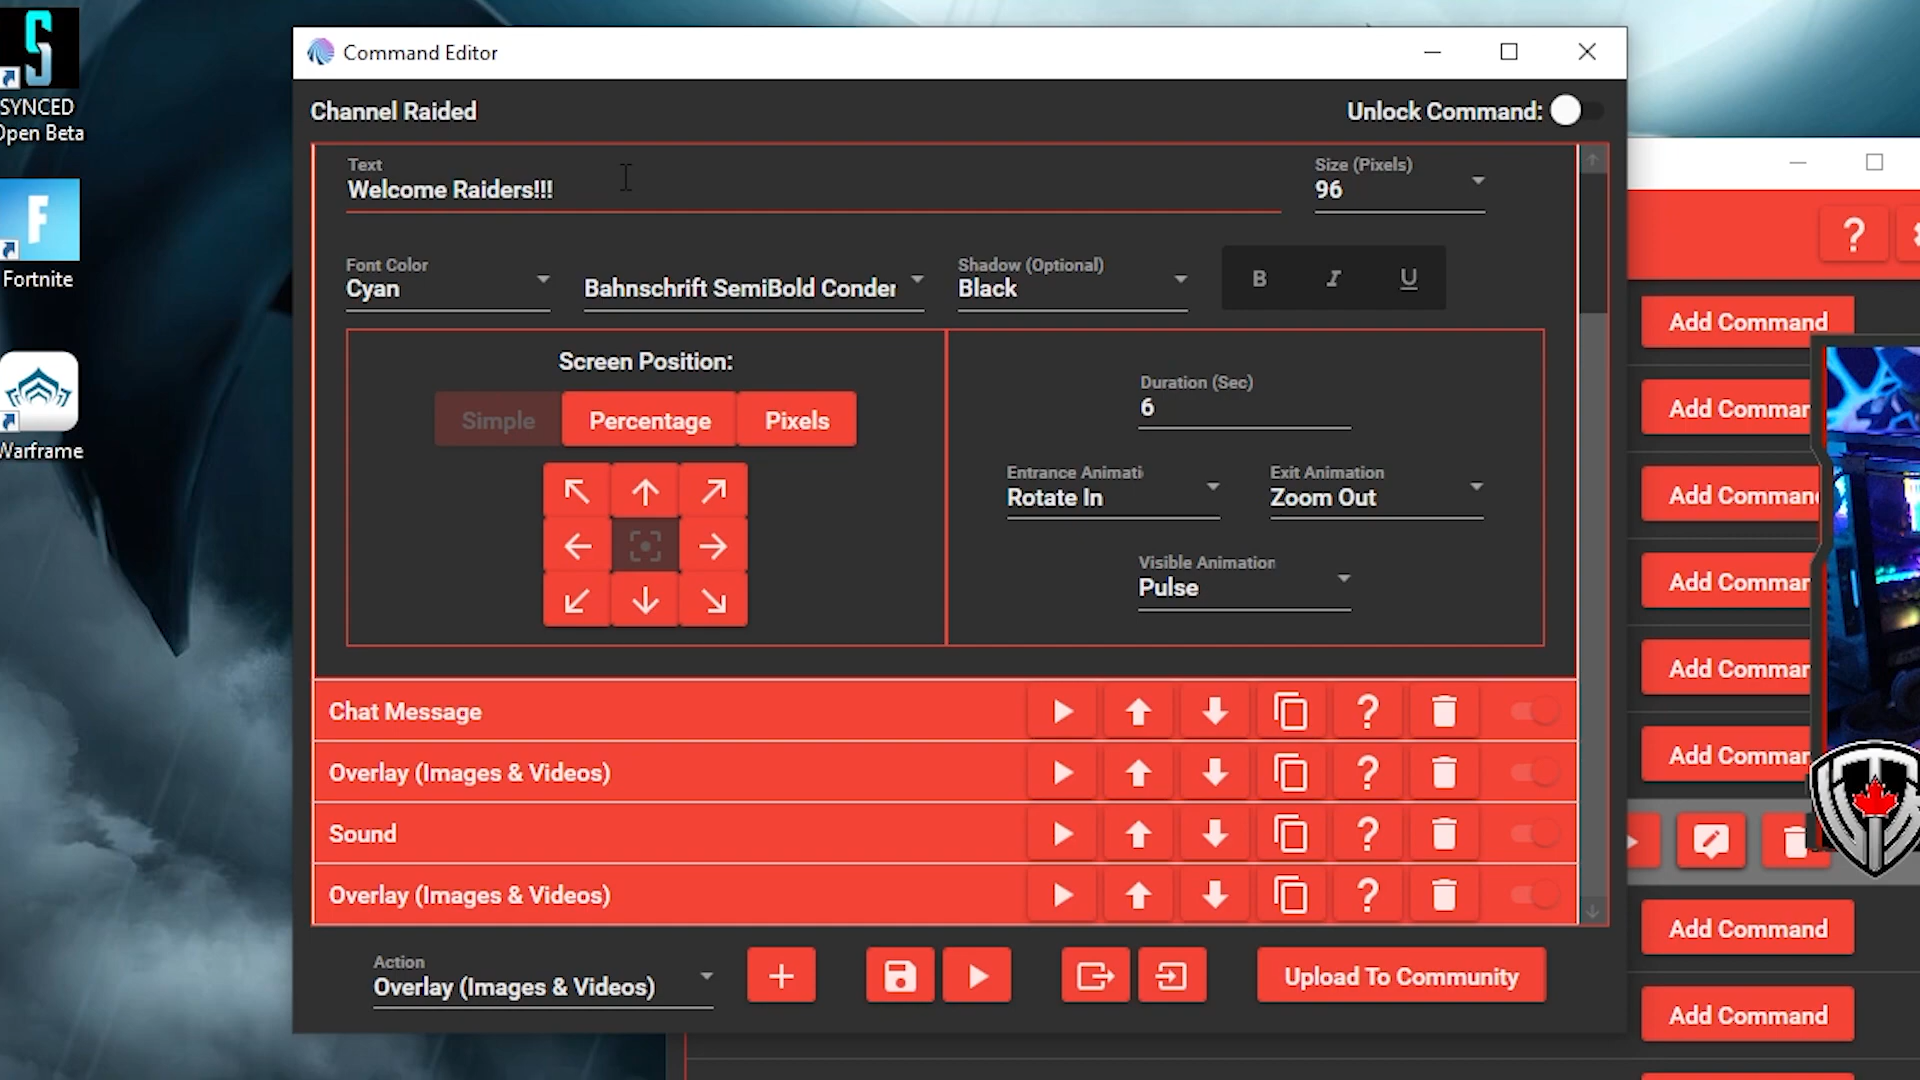 SYNCED
Open Beta
Fortnite
Warframe
Command Editor
Channel Raided
Unlock Command:
Text
Welcome Raiders!!!
Size (Pixels)
96
Font Color
Cyan
Bahnschrift SemiBold Conder
Shadow (Optional)
Black
B I U
Screen Position:
Simple Percentage Pixels
Duration (Sec)
6
Entrance Animati
Rotate In
Exit Animation
Zoom Out
Visible Animation
Pulse
Chat Message
?
Overlay (Images & Videos)
?
Sound
?
Overlay (Images & Videos)
?
Action
Overlay (Images & Videos)
Upload To Community
?
Add Command
Add Comman
Add Comman
Add Comman
Add Comman
Add Comman
Add Command
Add Command